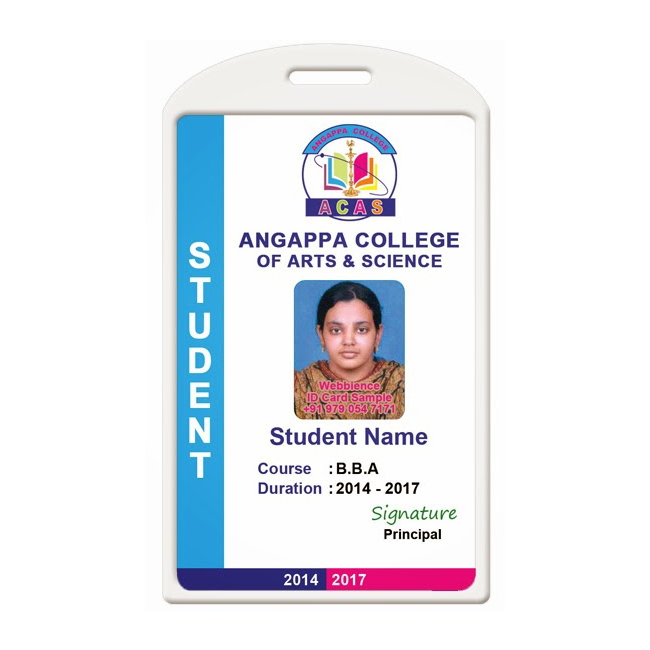 ANGAPPA COLLEGE
ACAS
ANGAPPA COLLEGE
OF ARTS & SCIENCE
STUDENT
Webbience
ID Card Sample
+91 979 054 7171
Student Name
Course : B.B.A
Duration : 2014 - 2017
Signature
Principal
2014 2017